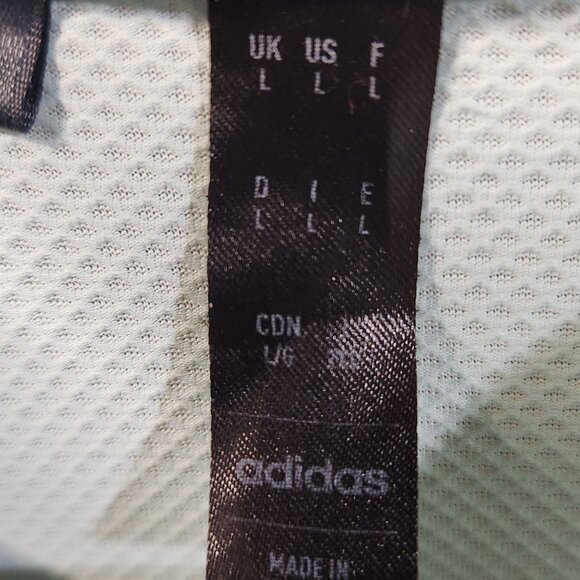 UK US F
L L L
D I E
L L L
CDN
L/G
adidas
MADE IN